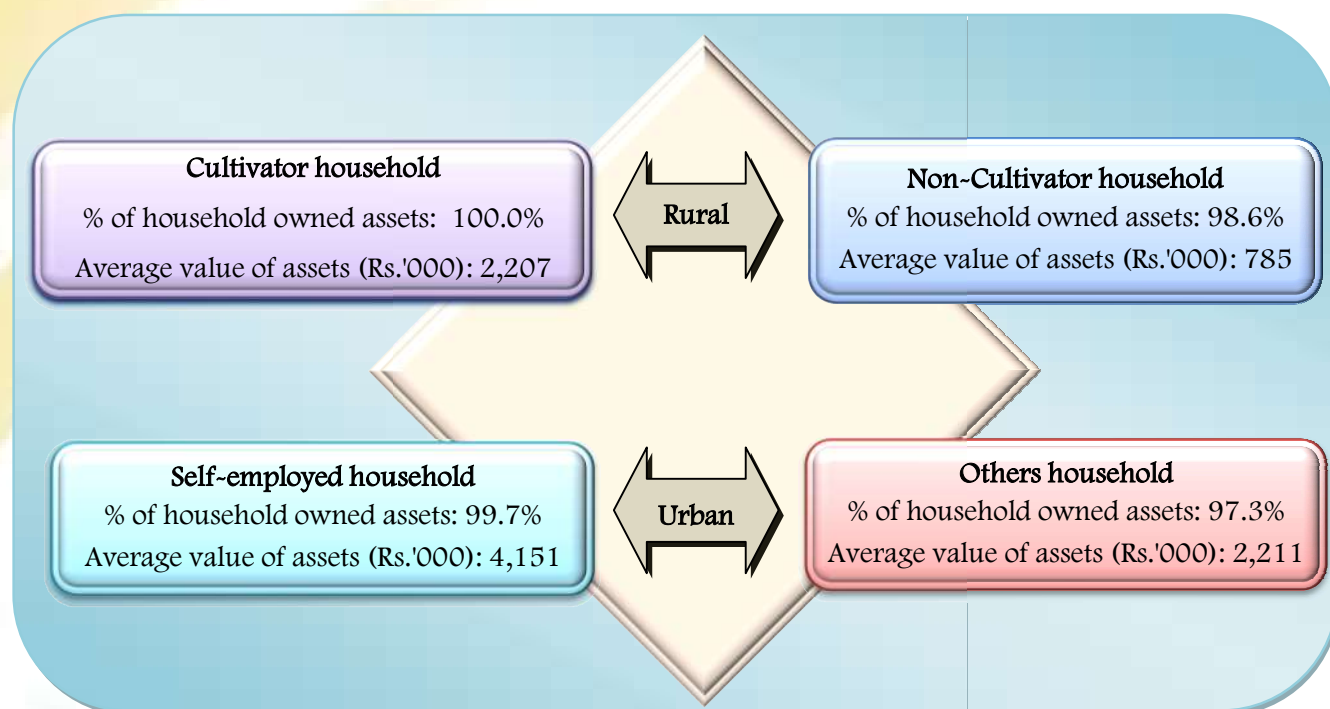 Cultivator household
% of household owned assets: 100.0%
Average value of assets (Rs.'000): 2,207
Rural
Non-Cultivator household
% of household owned assets: 98.6%
Average value of assets (Rs.'000): 785
Self-employed household
% of household owned assets: 99.7%
Average value of assets (Rs.'000): 4,151
Urban
Others household
% of household owned assets: 97.3%
Average value of assets (Rs.'000): 2,211